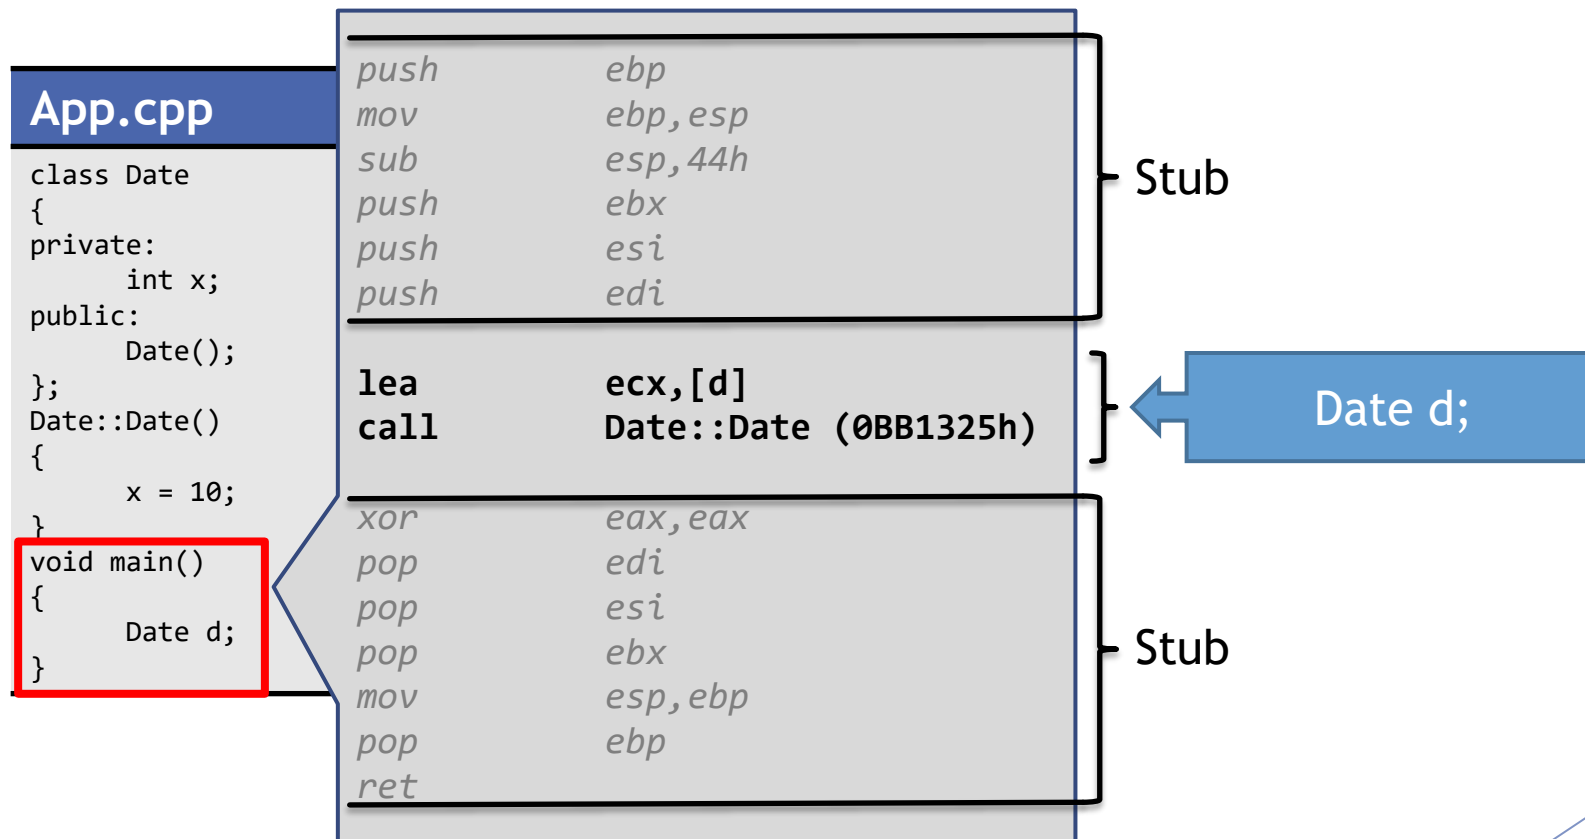 App.cpp
class Date
{
private:
int x;
public:
Date();
};
Date::Date()
{
x = 10;
}
void main()
{
Date d;
}
push ebp
mov ebp,esp
sub esp,44h
push ebx
push esi
push edi
Stub
lea ecx,[d]
call Date::Date (0BB1325h)
Date d;
xor eax,eax
pop edi
pop esi
pop ebx
mov esp,ebp
pop ebp
ret
Stub